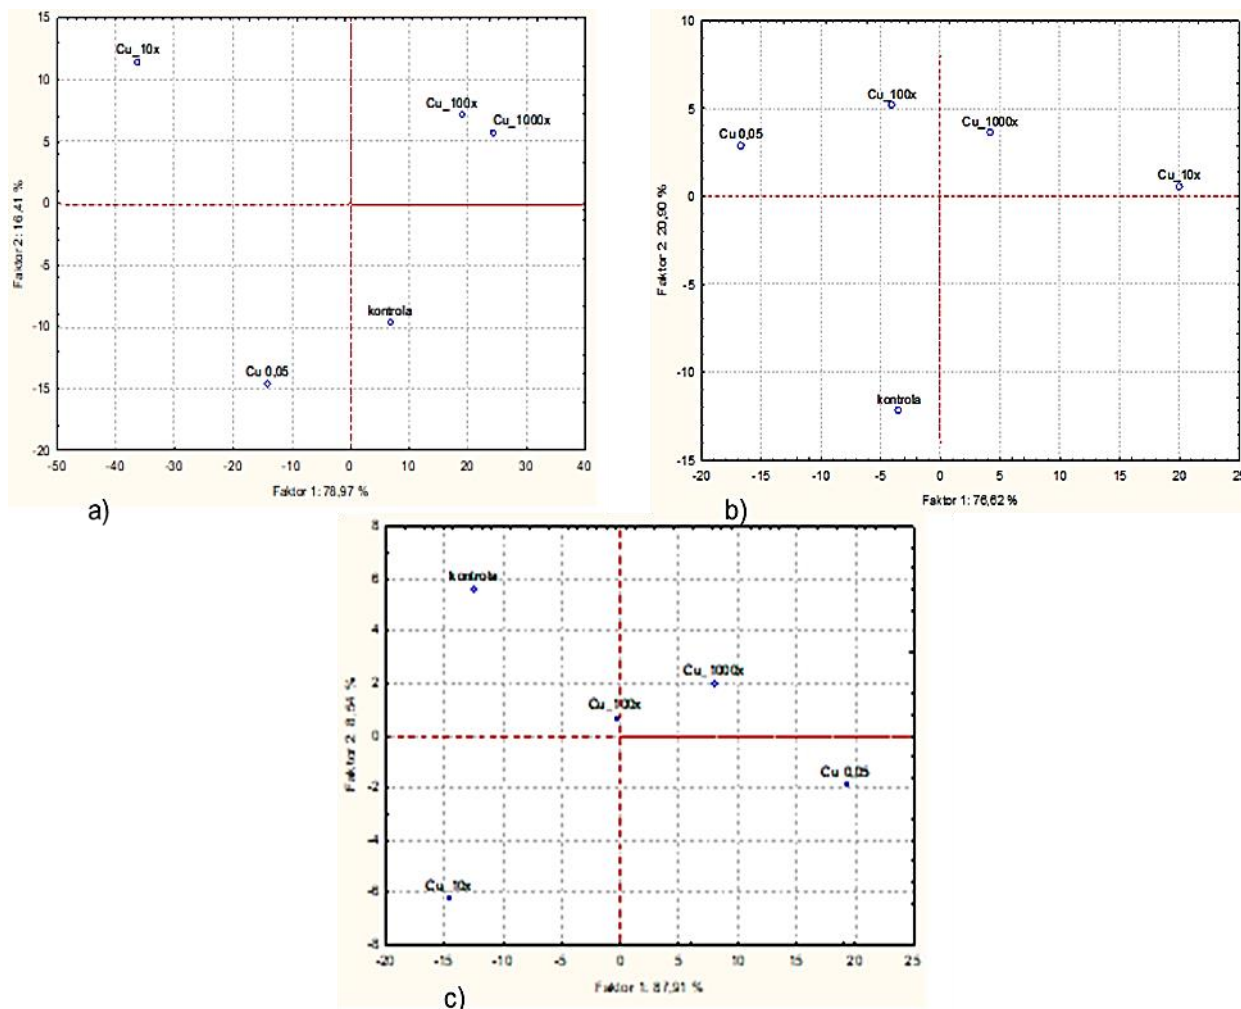 15
10
5
0
-5
-10
-15
-20
Faktor 2: 16,41 %
Cu_10x
Cu_100x
Cu_1000x
kontrola
Cu 0,05
-50 -40 -30 -20 -10 0 10 20 30 40
Faktor 1: 78,97 %
a)
10
5
0
-5
-10
-15
Faktor 2: 20,90 %
Cu_100x
Cu_1000x
Cu 0,05
Cu_10x
kontrola
-20 -15 -10 -5 0 5 10 15 20 25
Faktor 1: 76,62 %
b)
8
6
4
2
0
-2
-4
-6
-8
Faktor 2: 8,54 %
kontrola
Cu_1000x
Cu_100x
Cu 0,05
Cu_10x
-20 -15 -10 -5 0 5 10 15 20 25
Faktor 1: 87,91 %
c)